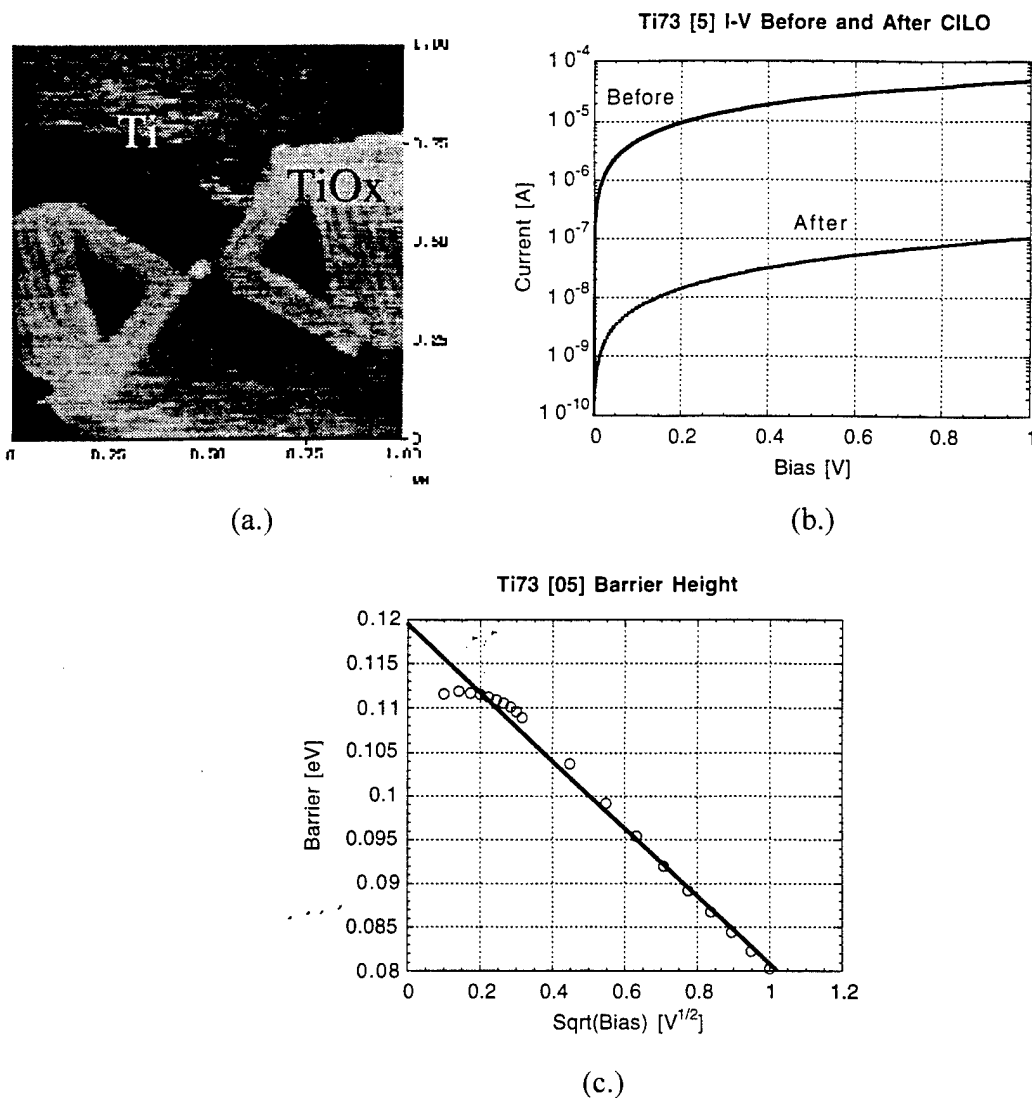 Ti73 [5] I-V Before and After CILO
Ti
TiOx
0.50
0
0 0.25 0.50 0.75
(a.)
10⁻⁴
10⁻⁵
10⁻⁶
10⁻⁷
10⁻⁸
10⁻⁹
10⁻¹⁰
Current [A]
Before
After
0 0.2 0.4 0.6 0.8 1
Bias [V]
(b.)
Ti73 [05] Barrier Height
0.12
0.115
0.11
0.105
0.1
0.095
0.09
0.085
0.08
Barrier [eV]
0 0.2 0.4 0.6 0.8 1 1.2
Sqrt(Bias) [V^1/2]
(c.)